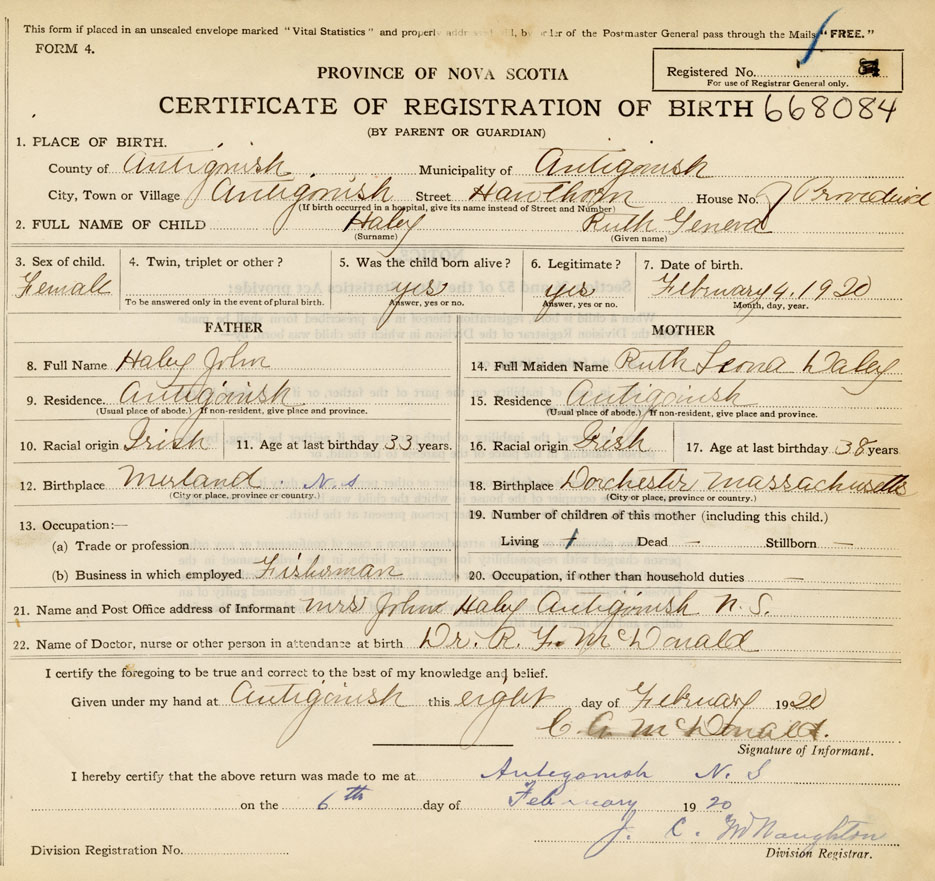 This form if placed in an unsealed envelope marked "Vital Statistics" and properly addressed will, by order of the Postmaster General pass through the Mails "FREE."
FORM 4.
PROVINCE OF NOVA SCOTIA
Registered No.
For use of Registrar General only.
CERTIFICATE OF REGISTRATION OF BIRTH 668084
(BY PARENT OR GUARDIAN)
1. PLACE OF BIRTH.
County of Antigonish Municipality of Antigonish
City, Town or Village Antigonish Street Hawthorn House No.
(If birth occurred in a hospital, give its name instead of Street and Number)
2. FULL NAME OF CHILD Haley Ruth Geneva
(Surname) (Given name)
3. Sex of child. 4. Twin, triplet or other? 5. Was the child born alive? 6. Legitimate? 7. Date of birth.
Female yes yes February 4, 1920
To be answered only in the event of plural birth. Answer, yes or no. Answer, yes or no. Month, day, year.
FATHER MOTHER
8. Full Name Haley John 14. Full Maiden Name Ruth Leona Daley
9. Residence. Antigonish 15. Residence Antigonish
(Usual place of abode.) If non-resident, give place and province. (Usual place of abode.) If non-resident, give place and province.
10. Racial origin Irish 11. Age at last birthday 33 years. 16. Racial origin Irish 17. Age at last birthday 38 years
12. Birthplace Merland N.S 18. Birthplace Dorchester Massachusetts
(City or place, province or country.) (City or place, province or country.)
19. Number of children of this mother (including this child.)
13. Occupation:—
(a) Trade or profession Living 1 Dead — Stillborn —
(b) Business in which employed Fisherman 20. Occupation, if other than household duties —
21. Name and Post Office address of Informant Mrs John Haley Antigonish N. S.
22. Name of Doctor, nurse or other person in attendance at birth Dr. R. F. McDonald
I certify the foregoing to be true and correct to the best of my knowledge and belief.
Given under my hand at Antigonish this eight day of February 1920
C. A. McDonald.
Signature of Informant.
I hereby certify that the above return was made to me at Antigonish N. S
on the 6th day of February 1920
J. C. McNaughton
Division Registration No. Division Registrar.